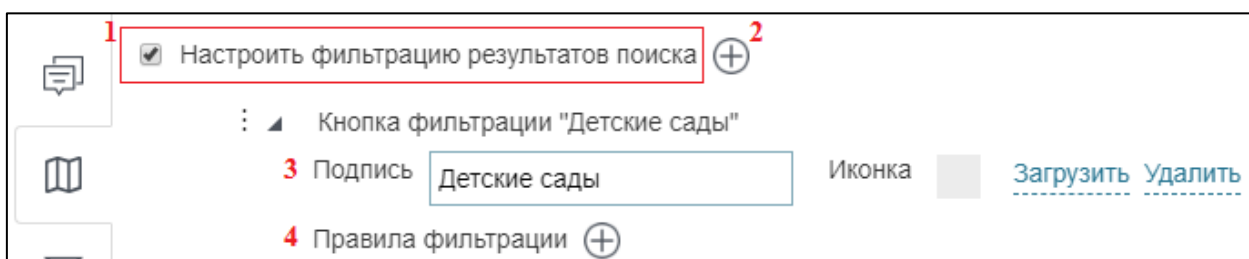 1 Настроить фильтрацию результатов поиска 2
Кнопка фильтрации "Детские сады"
3 Подпись Детские сады Иконка Загрузить Удалить
4 Правила фильтрации